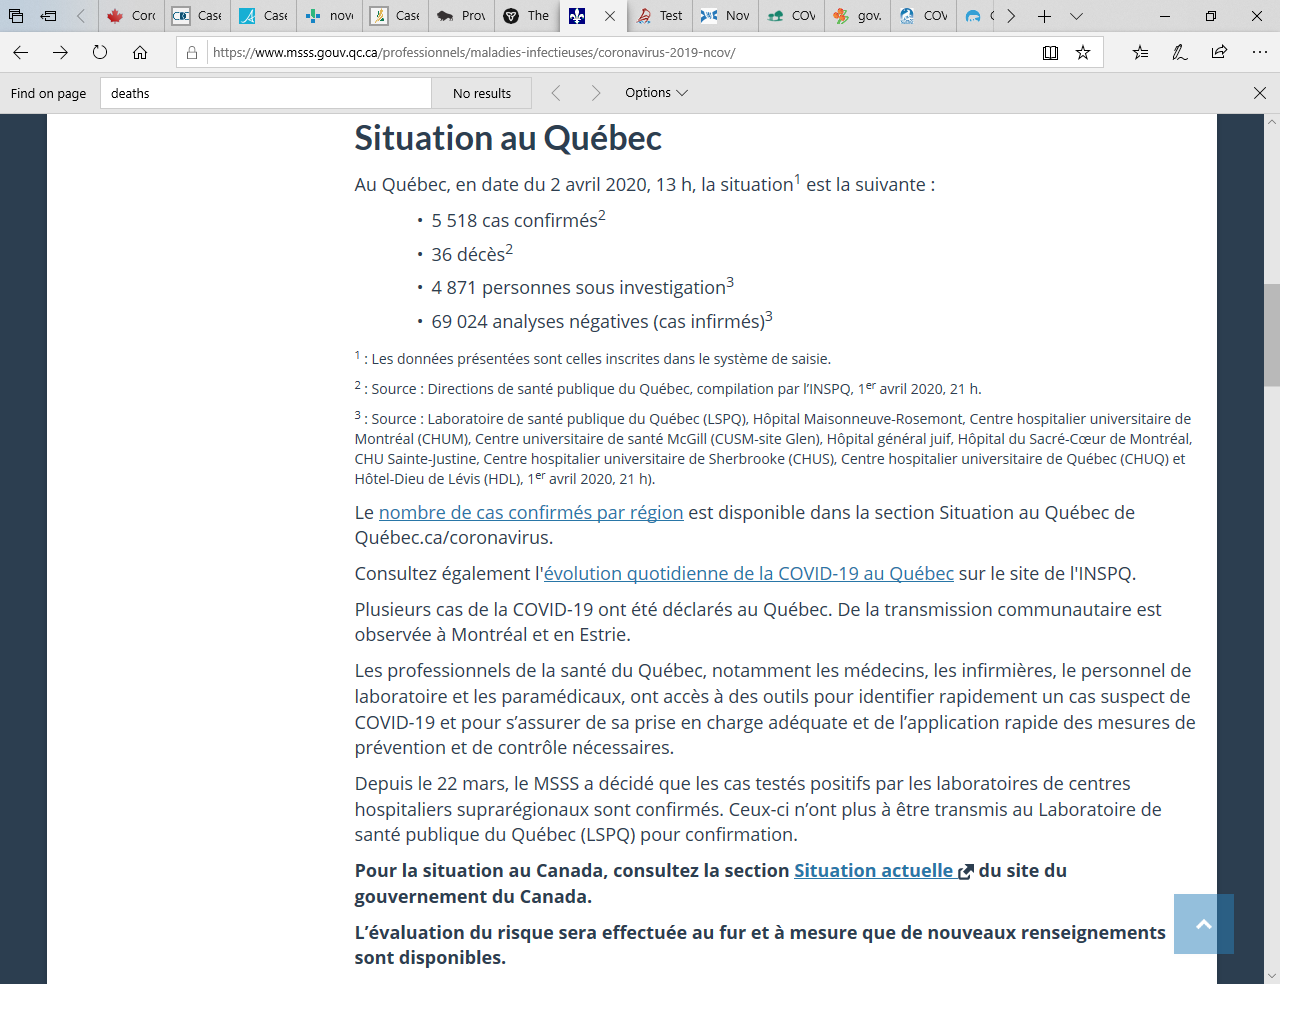 Cord
Case
Case
nove
Case
Prov
The
Test
Nov
COV
gov.
COV
https://www.msss.gouv.qc.ca/professionnels/maladies-infectieuses/coronavirus-2019-ncov/
Find on page deaths No results Options
Situation au Québec
Au Québec, en date du 2 avril 2020, 13 h, la situation1 est la suivante :
• 5 518 cas confirmés2
• 36 décès2
• 4 871 personnes sous investigation3
• 69 024 analyses négatives (cas infirmés)3
1 : Les données présentées sont celles inscrites dans le système de saisie.
2 : Source : Directions de santé publique du Québec, compilation par l'INSPQ, 1er avril 2020, 21 h.
3 : Source : Laboratoire de santé publique du Québec (LSPQ), Hôpital Maisonneuve-Rosemont, Centre hospitalier universitaire de
Montréal (CHUM), Centre universitaire de santé McGill (CUSM-site Glen), Hôpital général juif, Hôpital du Sacré-Cœur de Montréal,
CHU Sainte-Justine, Centre hospitalier universitaire de Sherbrooke (CHUS), Centre hospitalier universitaire de Québec (CHUQ) et
Hôtel-Dieu de Lévis (HDL), 1er avril 2020, 21 h).
Le nombre de cas confirmés par région est disponible dans la section Situation au Québec de
Québec.ca/coronavirus.
Consultez également l'évolution quotidienne de la COVID-19 au Québec sur le site de l'INSPQ.
Plusieurs cas de la COVID-19 ont été déclarés au Québec. De la transmission communautaire est
observée à Montréal et en Estrie.
Les professionnels de la santé du Québec, notamment les médecins, les infirmières, le personnel de
laboratoire et les paramédicaux, ont accès à des outils pour identifier rapidement un cas suspect de
COVID-19 et pour s'assurer de sa prise en charge adéquate et de l'application rapide des mesures de
prévention et de contrôle nécessaires.
Depuis le 22 mars, le MSSS a décidé que les cas testés positifs par les laboratoires de centres
hospitaliers suprarégionaux sont confirmés. Ceux-ci n'ont plus à être transmis au Laboratoire de
santé publique du Québec (LSPQ) pour confirmation.
Pour la situation au Canada, consultez la section Situation actuelle du site du
gouvernement du Canada.
L'évaluation du risque sera effectuée au fur et à mesure que de nouveaux renseignements
sont disponibles.